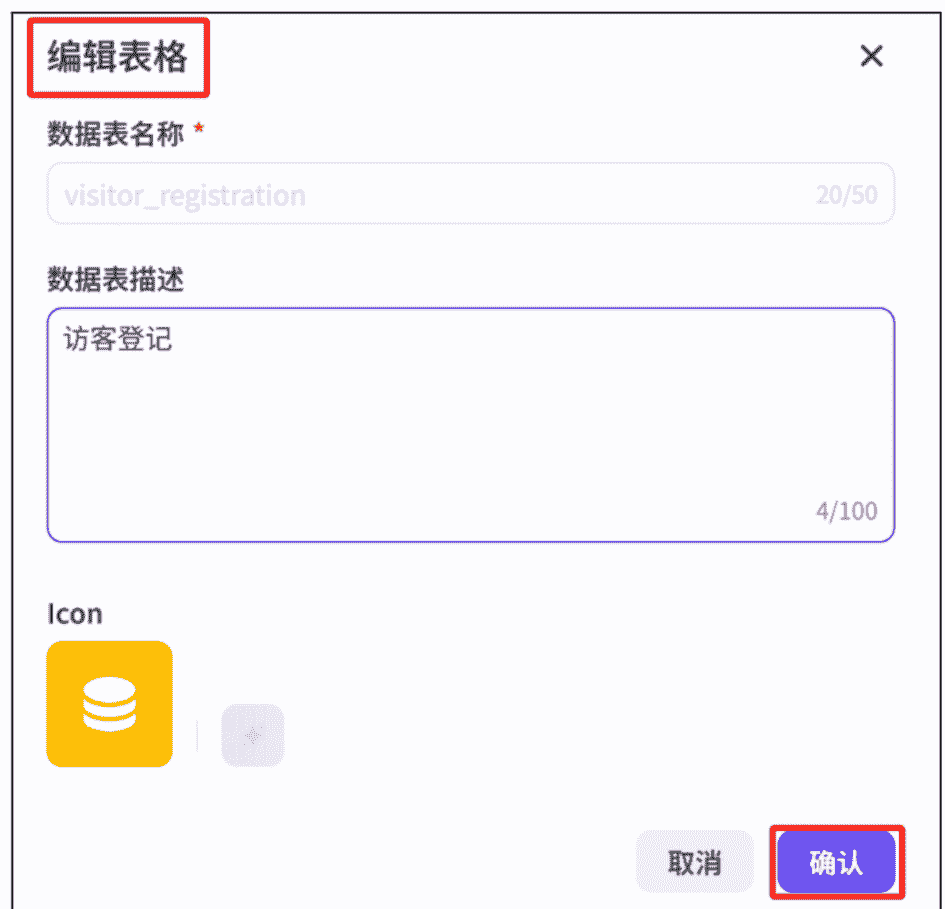 编辑表格
数据表名称 *
visitor_registration 20/50
数据表描述
访客登记
4/100
Icon
取消 确认